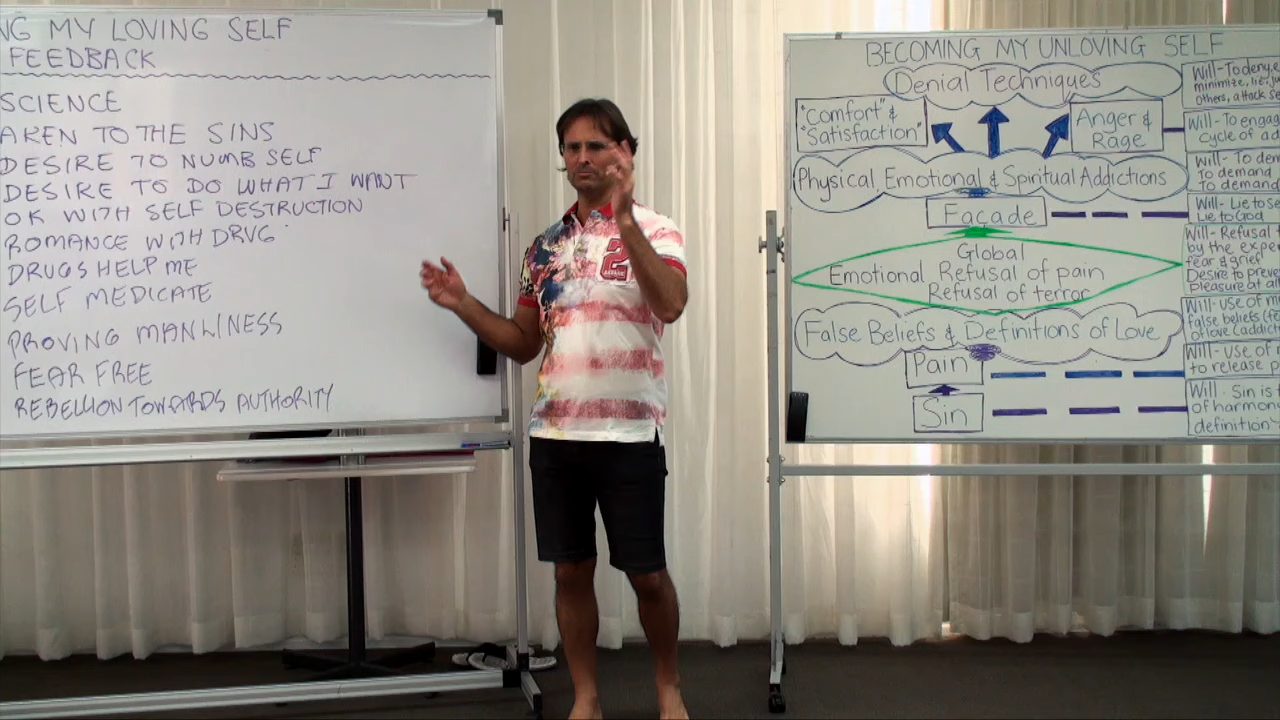 NG MY LOVING SELF
FEEDBACK
SCIENCE
AKEN TO THE SINS
DESIRE TO NUMB SELF
DESIRE TO DO WHAT I WANT
OK WITH SELF DESTRUCTION
ROMANCE WITH DRUG
DRUGS HELP ME
SELF MEDICATE
PROVING MANLINESS
FEAR FREE
REBELLION TOWARDS AUTHORITY
2
BECOMING MY UNLOVING SELF
Denial Techniques
"Comfort" &
"Satisfaction"
Anger &
Rage
Physical Emotional & Spiritual Addictions
Façade
Global
Emotional Refusal of pain
Refusal of terror
False Beliefs & Definitions of Love
Pain
Sin
Will - To deny, e
minimize, lie, ju
others, attack se
Will - To engag
cycle of ad
Will - To den
To demand
To demand
Will - Lie to se
Lie to God
Will - Refusal t
by the expe
fear & grief
Desire to preve
Pleasure at al
Will - use of m
false beliefs (fe
of love (addic
Will - use of
to release p
Will - Sin is
of harmon
definition